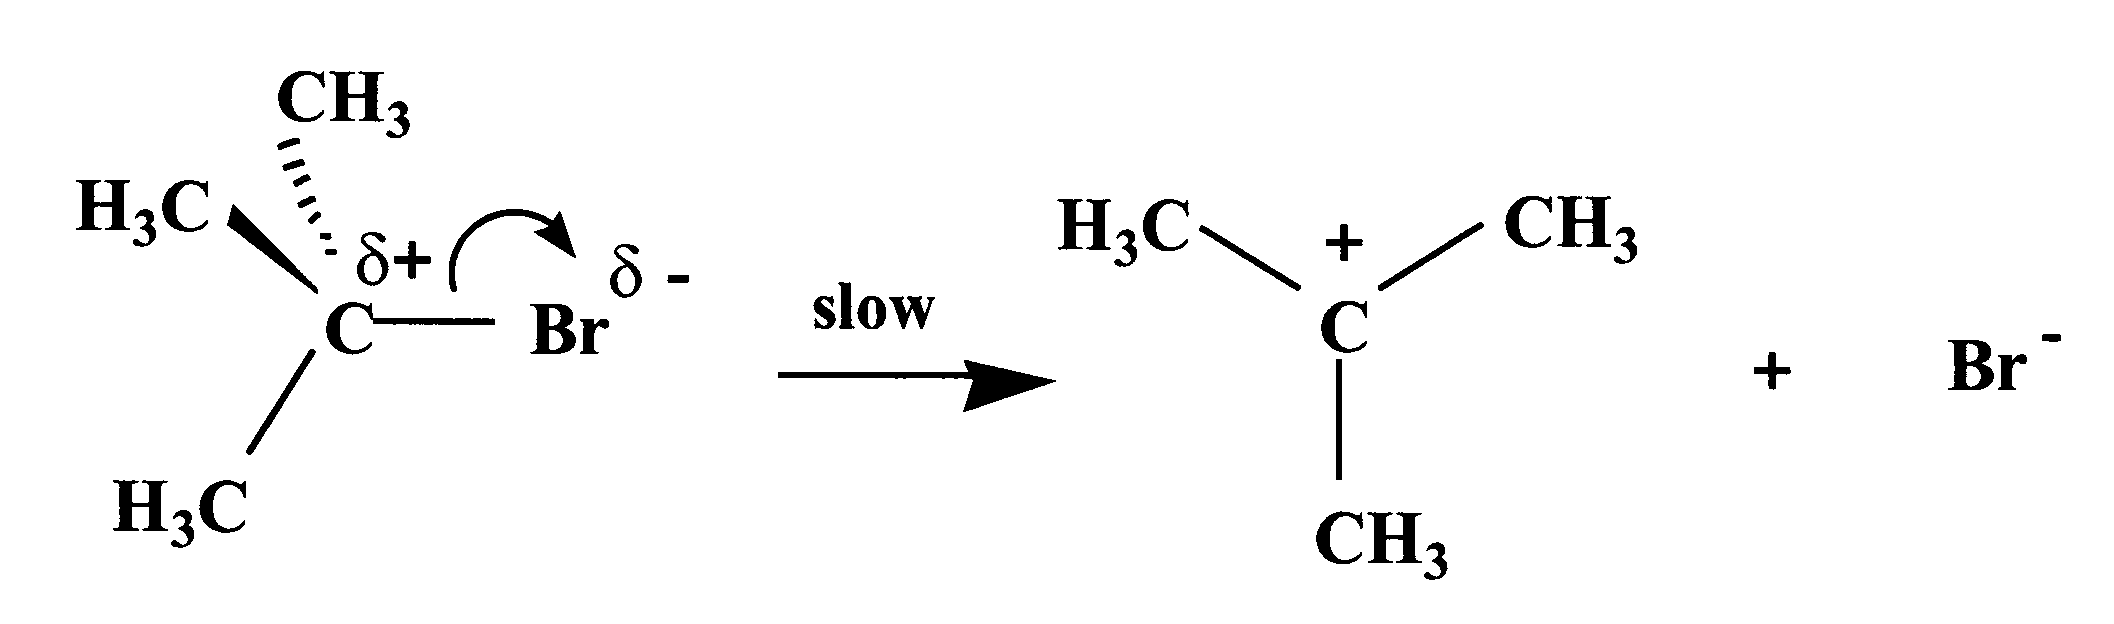 CH₃
H₃C
δ+
δ -
C
Br
H₃C
slow
H₃C
+
CH₃
C
CH₃
+
Br⁻